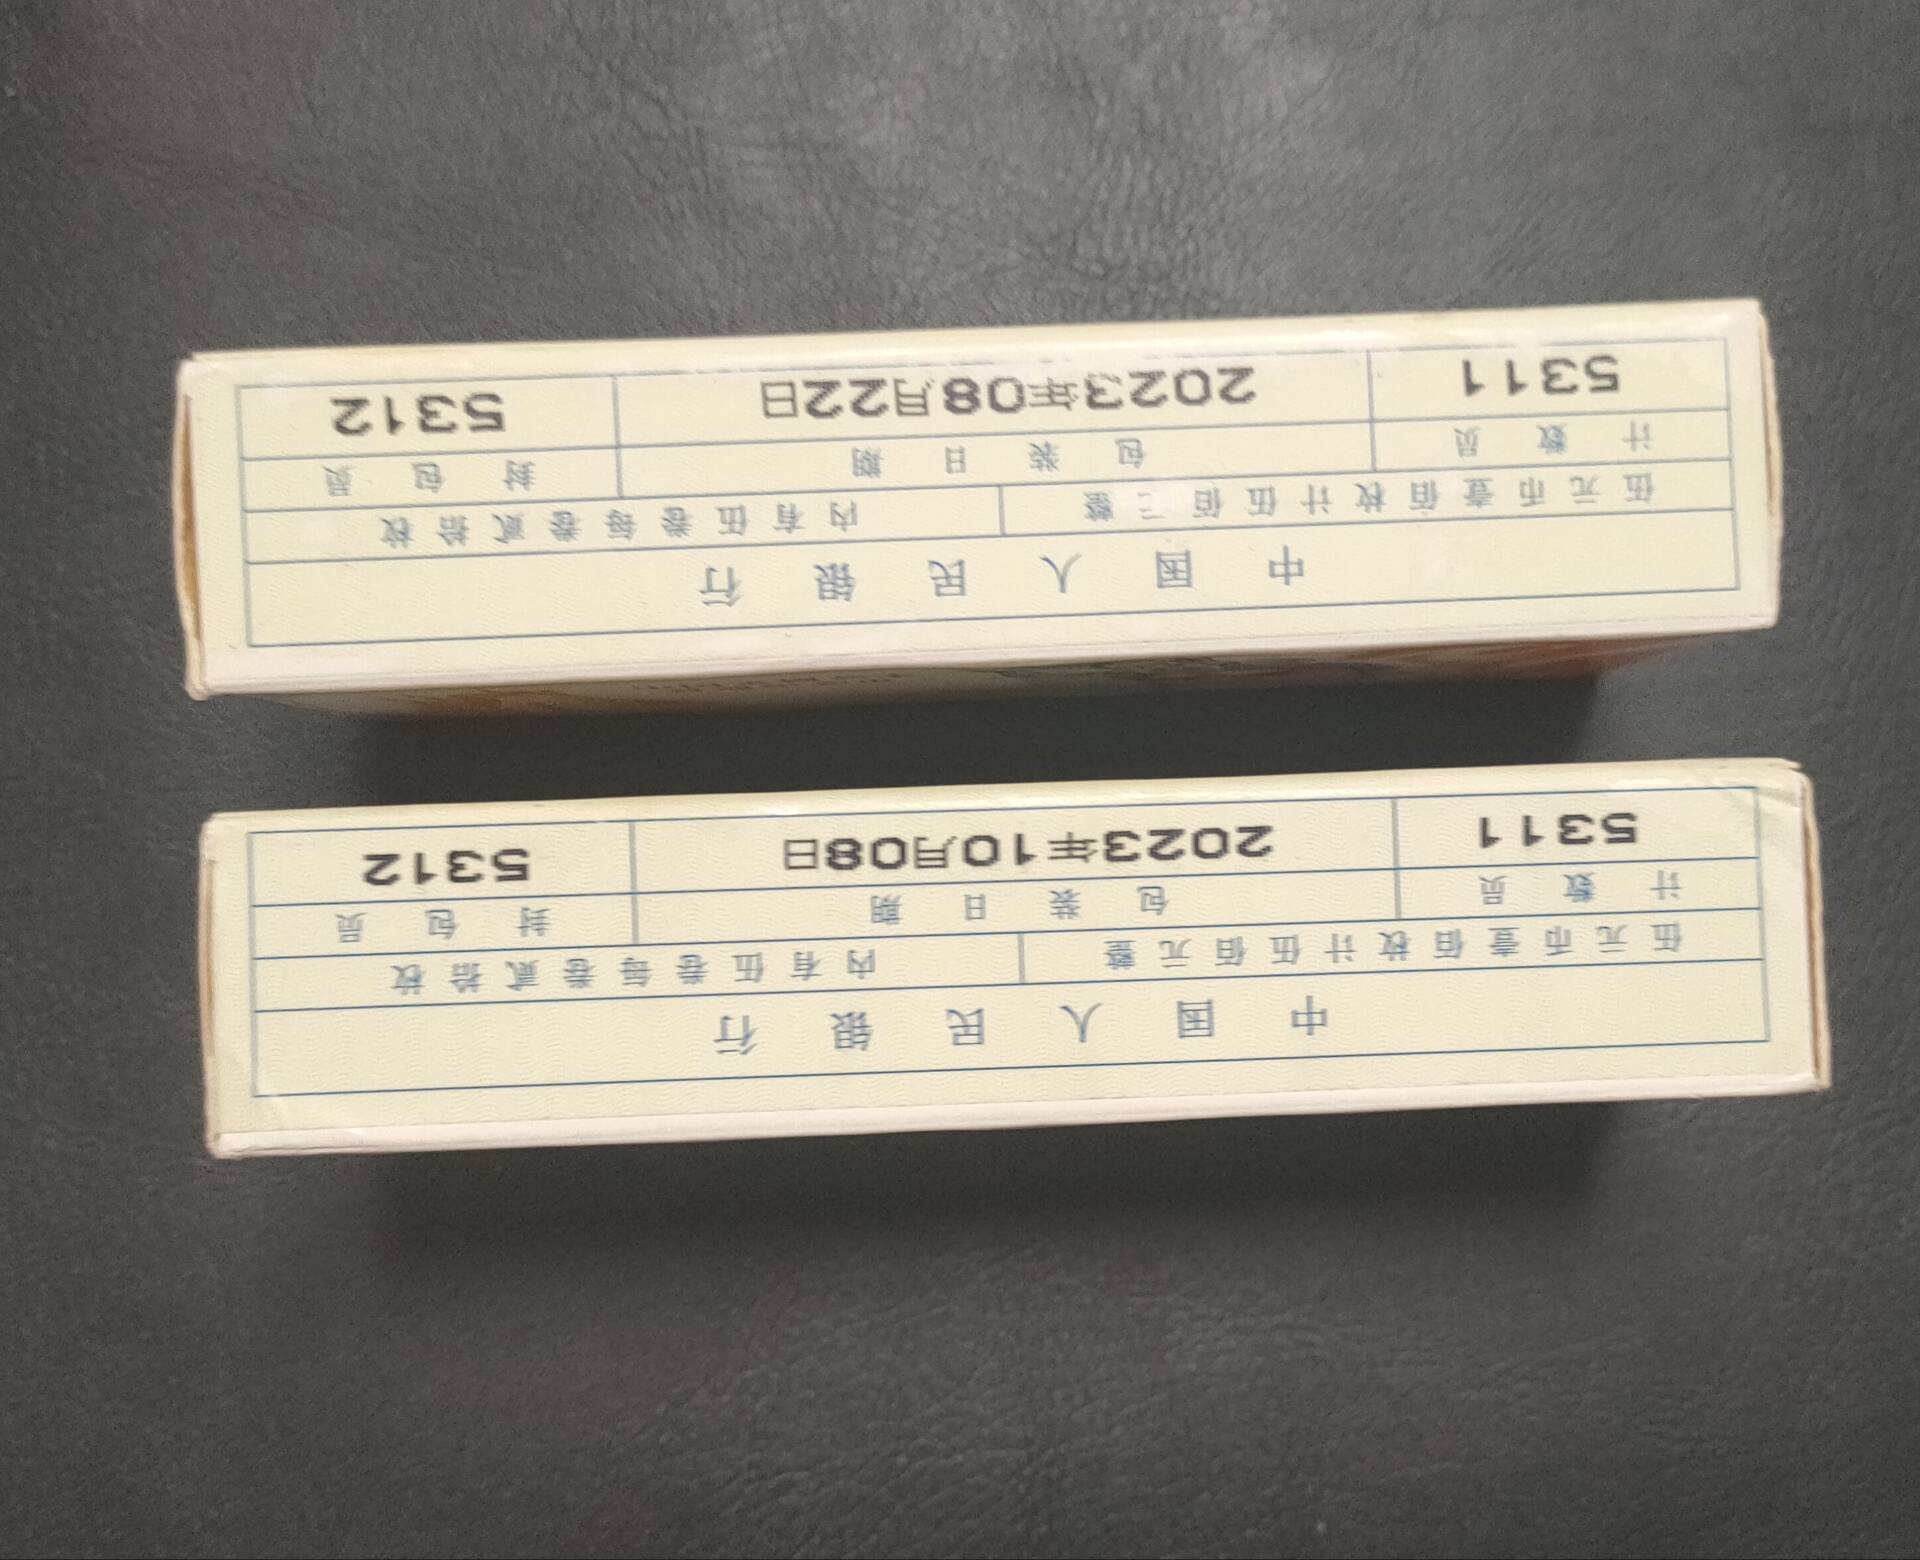 中国人民银行
伍元币壹佰枚计伍佰元整 内有伍卷每卷贰拾枚
计数员 包装日期 封包员
5311 2023年10月08日 5312
中国人民银行
伍元币壹佰枚计伍佰元整 内有伍卷每卷贰拾枚
计数员 包装日期 封包员
5311 2023年08月22日 5312